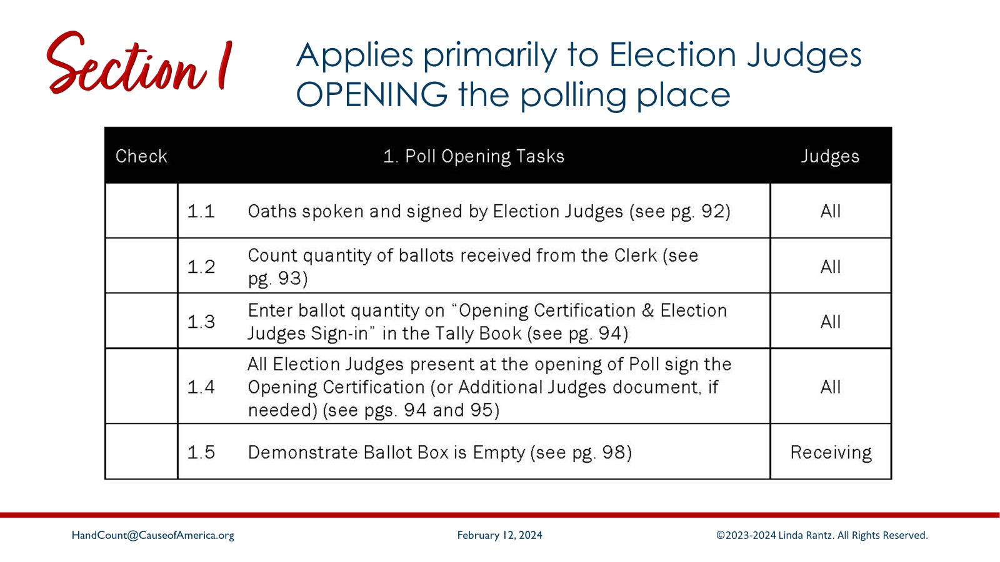 Section 1
Applies primarily to Election Judges
OPENING the polling place
Check 1. Poll Opening Tasks Judges
1.1 Oaths spoken and signed by Election Judges (see pg. 92) All
1.2 Count quantity of ballots received from the Clerk (see
pg. 93) All
1.3 Enter ballot quantity on “Opening Certification & Election
Judges Sign-in” in the Tally Book (see pg. 94) All
1.4 All Election Judges present at the opening of Poll sign the
Opening Certification (or Additional Judges document, if
needed) (see pgs. 94 and 95) All
1.5 Demonstrate Ballot Box is Empty (see pg. 98) Receiving
HandCount@CauseofAmerica.org February 12, 2024 ©2023-2024 Linda Rantz. All Rights Reserved.